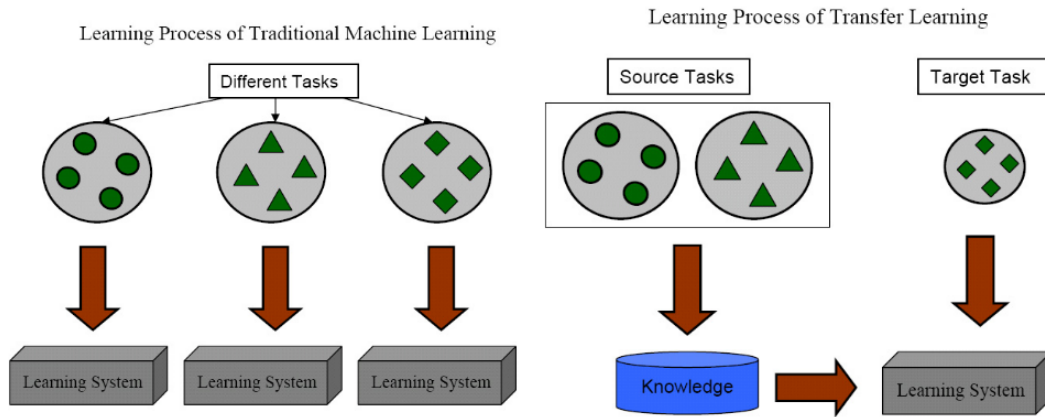 Learning Process of Traditional Machine Learning
Different Tasks
Learning System
Learning System
Learning System
Learning Process of Transfer Learning
Source Tasks
Target Task
Knowledge
Learning System